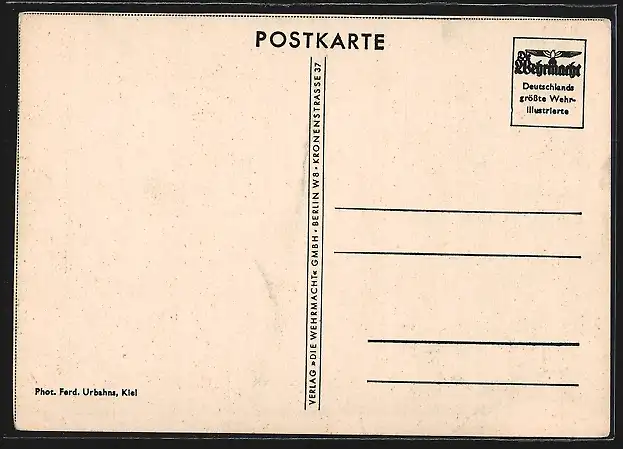 POSTKARTE
Die
Wehrmacht
Deutschlands
größte Wehr-
Illustrierte
VERLAG »DIE WEHRMACHT« GMBH · BERLIN W 8 · KRONENSTRASSE 37
Phot. Ferd. Urbahns, Kiel